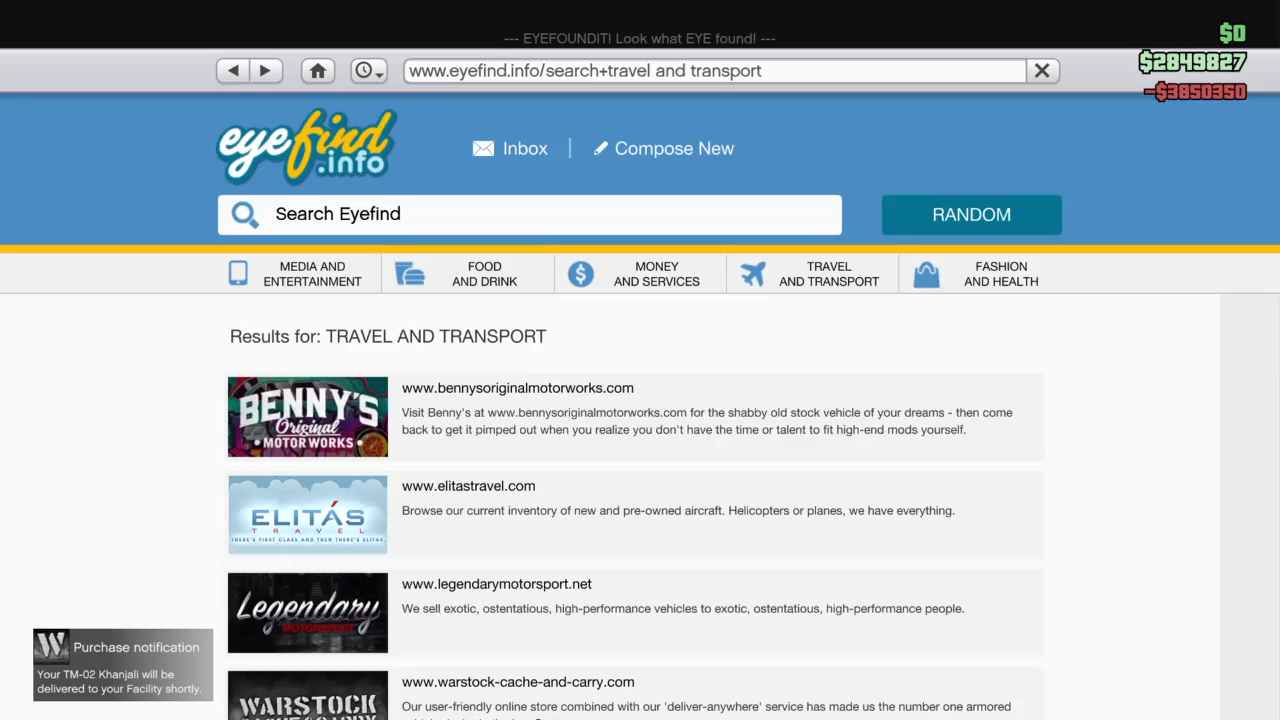 --- EYEFOUNDIT! Look what EYE found! ---
$0
www.eyefind.info/search+travel and transport
$2849827
-$3850350
eyefind
.info
Inbox
Compose New
Search Eyefind
RANDOM
MEDIA AND
ENTERTAINMENT
FOOD
AND DRINK
MONEY
AND SERVICES
TRAVEL
AND TRANSPORT
FASHION
AND HEALTH
Results for: TRAVEL AND TRANSPORT
BENNY'S
Original
MOTOR WORKS
www.bennysoriginalmotorworks.com
Visit Benny's at www.bennysoriginalmotorworks.com for the shabby old stock vehicle of your dreams - then come
back to get it pimped out when you realize you don't have the time or talent to fit high-end mods yourself.
ELITÁS
TRAVEL
THERE'S FIRST CLASS AND THEN THERE'S ELITAS
www.elitastravel.com
Browse our current inventory of new and pre-owned aircraft. Helicopters or planes, we have everything.
Legendary
MOTORSPORT
www.legendarymotorsport.net
We sell exotic, ostentatious, high-performance vehicles to exotic, ostentatious, high-performance people.
W
Purchase notification
Your TM-02 Khanjali will be
delivered to your Facility shortly.
WARSTOCK
www.warstock-cache-and-carry.com
Our user-friendly online store combined with our 'deliver-anywhere' service has made us the number one armored